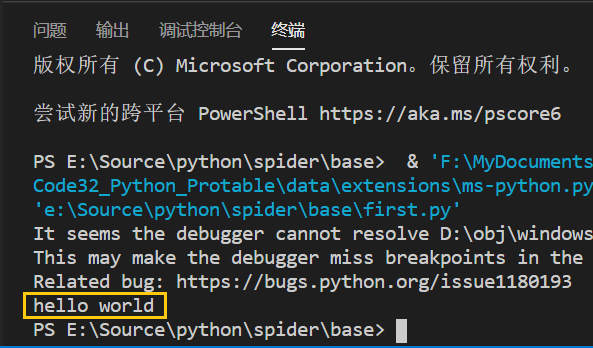 问题 输出 调试控制台 终端
版权所有 (C) Microsoft Corporation。保留所有权利。
尝试新的跨平台 PowerShell https://aka.ms/pscore6
PS E:\Source\python\spider\base>  & 'F:\MyDocuments
Code32_Python_Protable\data\extensions\ms-python.py
'e:\Source\python\spider\base\first.py'
It seems the debugger cannot resolve D:\obj\windows
This may make the debugger miss breakpoints in the
Related bug: https://bugs.python.org/issue1180193
hello world
PS E:\Source\python\spider\base>